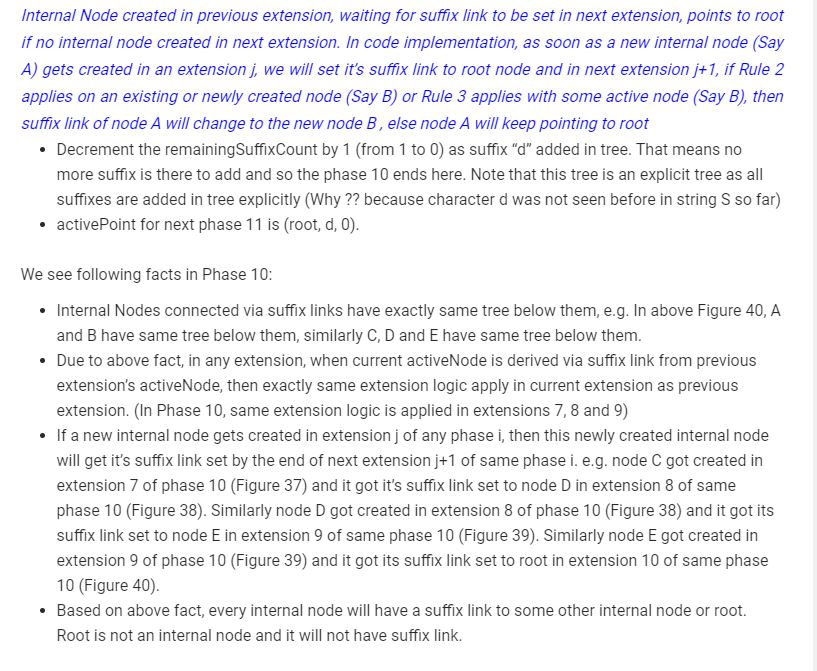 Internal Node created in previous extension, waiting for suffix link to be set in next extension, points to root
if no internal node created in next extension. In code implementation, as soon as a new internal node (Say
A) gets created in an extension j, we will set it's suffix link to root node and in next extension j+1, if Rule 2
applies on an existing or newly created node (Say B) or Rule 3 applies with some active node (Say B), then
suffix link of node A will change to the new node B , else node A will keep pointing to root
• Decrement the remainingSuffixCount by 1 (from 1 to 0) as suffix “d” added in tree. That means no
more suffix is there to add and so the phase 10 ends here. Note that this tree is an explicit tree as all
suffixes are added in tree explicitly (Why ?? because character d was not seen before in string S so far)
• activePoint for next phase 11 is (root, d, 0).
We see following facts in Phase 10:
• Internal Nodes connected via suffix links have exactly same tree below them, e.g. In above Figure 40, A
and B have same tree below them, similarly C, D and E have same tree below them.
• Due to above fact, in any extension, when current activeNode is derived via suffix link from previous
extension’s activeNode, then exactly same extension logic apply in current extension as previous
extension. (In Phase 10, same extension logic is applied in extensions 7, 8 and 9)
• If a new internal node gets created in extension j of any phase i, then this newly created internal node
will get it’s suffix link set by the end of next extension j+1 of same phase i. e.g. node C got created in
extension 7 of phase 10 (Figure 37) and it got it’s suffix link set to node D in extension 8 of same
phase 10 (Figure 38). Similarly node D got created in extension 8 of phase 10 (Figure 38) and it got its
suffix link set to node E in extension 9 of same phase 10 (Figure 39). Similarly node E got created in
extension 9 of phase 10 (Figure 39) and it got its suffix link set to root in extension 10 of same phase
10 (Figure 40).
• Based on above fact, every internal node will have a suffix link to some other internal node or root.
Root is not an internal node and it will not have suffix link.